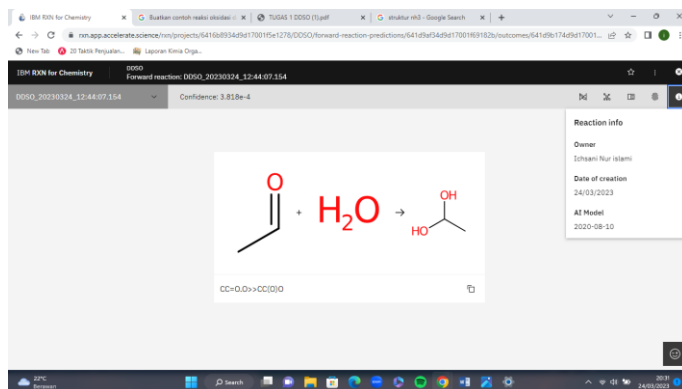 IBM RXN for Chemistry
Buatkan contoh reaksi oksidasi d
TUGAS 1 DDSO (1).pdf
struktur nh2 - Google Search
rxn.app.accelerate.science/rxn/projects/6416b8934d9d17001f5e1278/DDSO/forward-reaction-predictions/641d9af34d9d17001f69182b/outcomes/641d9b174d9d17001...
New Tab
20 Taktik Penjualan...
Laporan Kimia Orga...
IBM RXN for Chemistry
DDSO
Forward reaction: DDSO_20230324_12:44:07.154
DDSO_20230324_12:44:07.154
Confidence: 3.818e-4
Reaction info
Owner
Ichsani Nur islami
Date of creation
24/03/2023
AI Model
2020-08-10
O
+ H₂O →
OH
HO
CC=O.O>>CC(O)O
22°C
Berawan
Search
20:31
24/03/2023